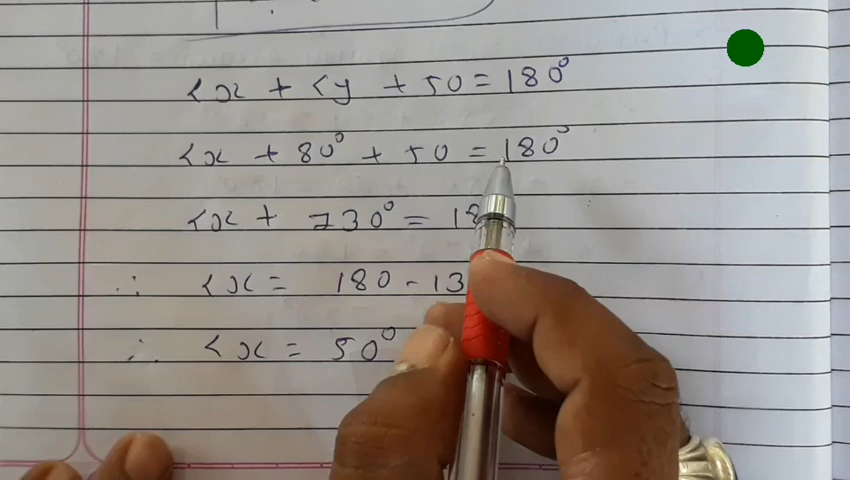 <x + <y + 50 = 180°
<x + 80° + 50 = 180°
<x + 130° = 18
∴ <x = 180 - 13
∴ <x = 50°